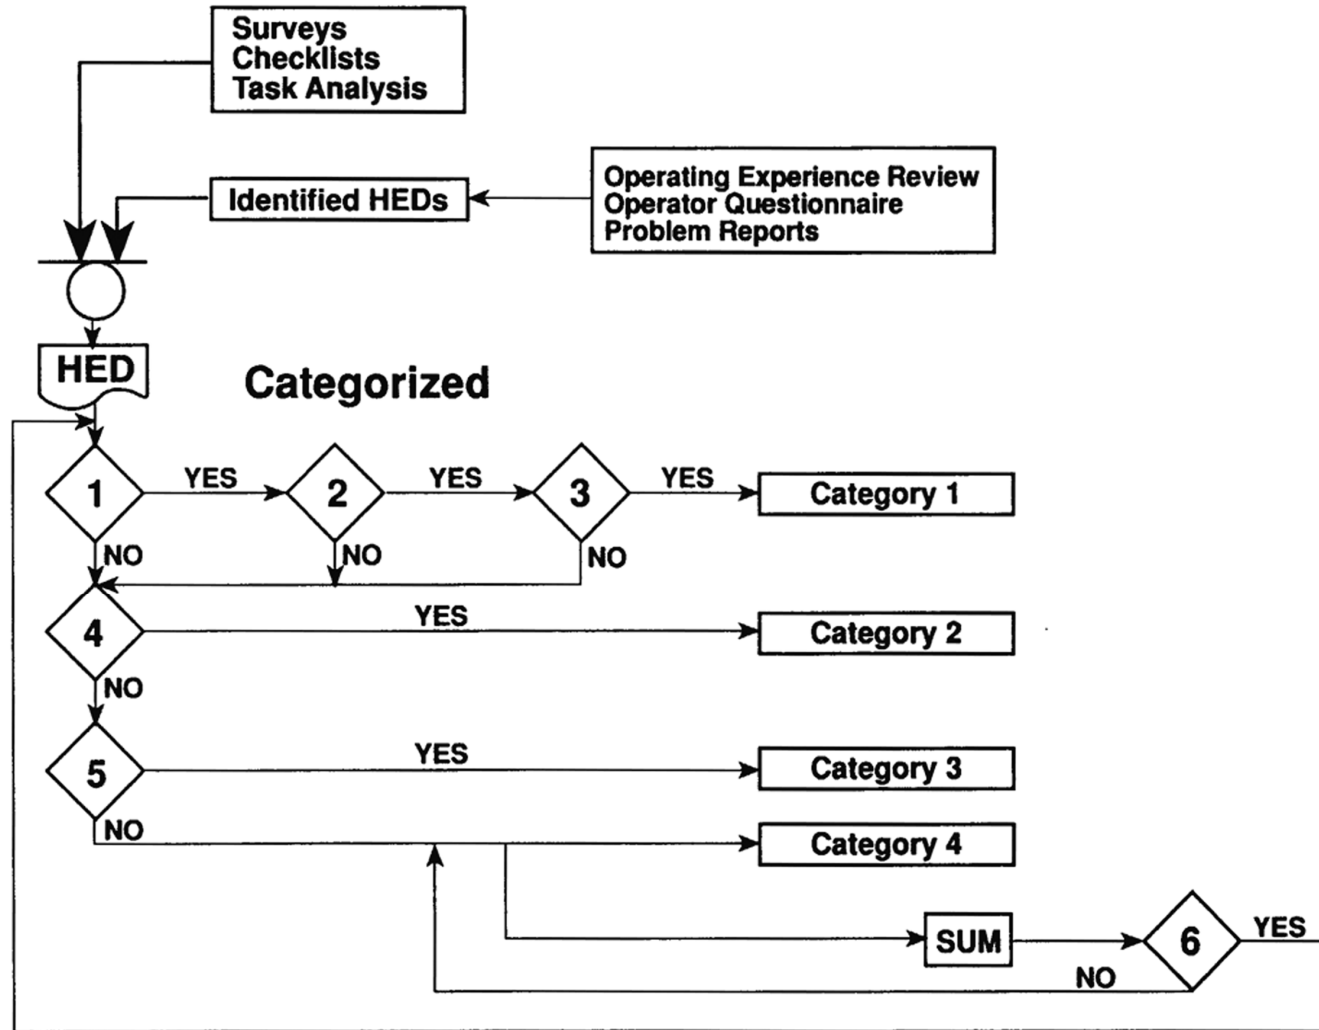 Surveys
Checklists
Task Analysis
Identified HEDs
Operating Experience Review
Operator Questionnaire
Problem Reports
HED
Categorized
1
YES
2
YES
3
YES
Category 1
NO
NO
NO
4
YES
Category 2
NO
5
YES
Category 3
NO
Category 4
SUM
6
YES
NO